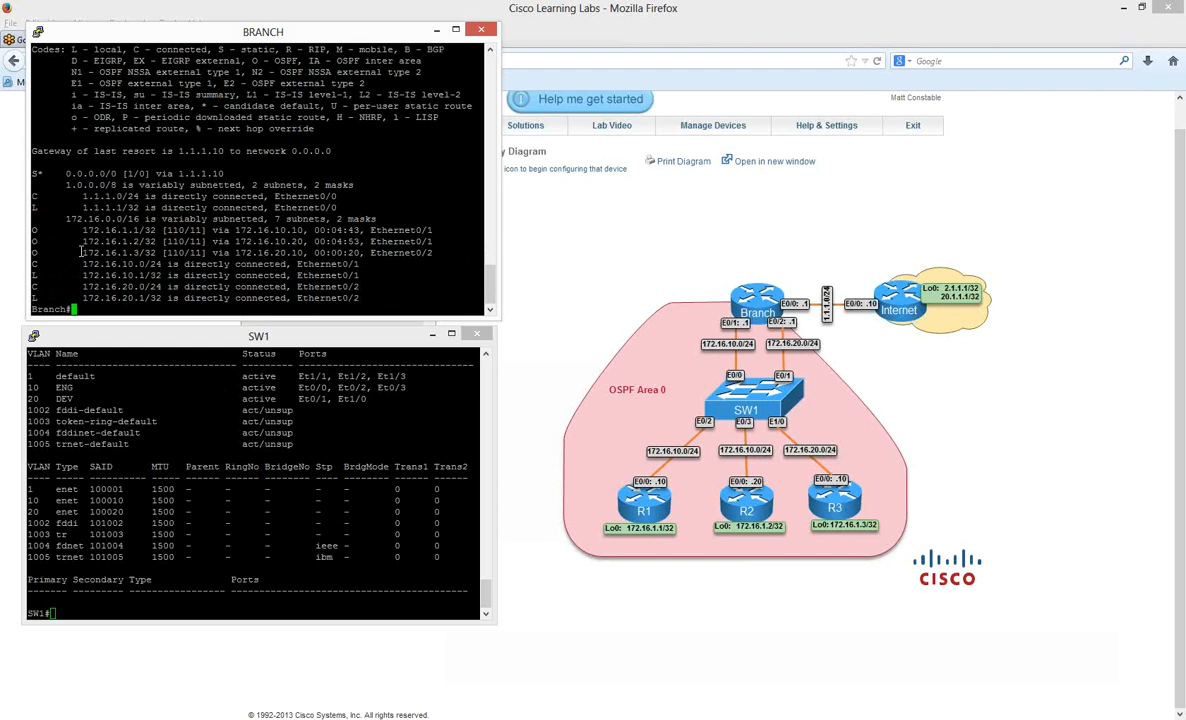 Cisco Learning Labs - Mozilla Firefox
File
BRANCH
Codes: L - local, C - connected, S - static, R - RIP, M - mobile, B - BGP
D - EIGRP, EX - EIGRP external, O - OSPF, IA - OSPF inter area
N1 - OSPF NSSA external type 1, N2 - OSPF NSSA external type 2
E1 - OSPF external type 1, E2 - OSPF external type 2
i - IS-IS, su - IS-IS summary, L1 - IS-IS level-1, L2 - IS-IS level-2
ia - IS-IS inter area, * - candidate default, U - per-user static route
o - ODR, P - periodic downloaded static route, H - NHRP, l - LISP
+ - replicated route, % - next hop override
Gateway of last resort is 1.1.1.10 to network 0.0.0.0
S* 0.0.0.0/0 [1/0] via 1.1.1.10
1.0.0.0/8 is variably subnetted, 2 subnets, 2 masks
C 1.1.1.0/24 is directly connected, Ethernet0/0
L 1.1.1.1/32 is directly connected, Ethernet0/0
172.16.0.0/16 is variably subnetted, 7 subnets, 2 masks
O 172.16.1.1/32 [110/11] via 172.16.10.10, 00:04:43, Ethernet0/1
O 172.16.1.2/32 [110/11] via 172.16.10.20, 00:04:53, Ethernet0/1
O 172.16.1.3/32 [110/11] via 172.16.20.10, 00:00:20, Ethernet0/2
C 172.16.10.0/24 is directly connected, Ethernet0/1
L 172.16.10.1/32 is directly connected, Ethernet0/1
C 172.16.20.0/24 is directly connected, Ethernet0/2
L 172.16.20.1/32 is directly connected, Ethernet0/2
Branch#
SW1
VLAN Name Status Ports
1 default active Et1/1, Et1/2, Et1/3
10 ENG active Et0/0, Et0/2, Et0/3
20 DEV active Et0/1, Et1/0
1002 fddi-default act/unsup
1003 token-ring-default act/unsup
1004 fddinet-default act/unsup
1005 trnet-default act/unsup
VLAN Type SAID MTU Parent RingNo BridgeNo Stp BrdgMode Trans1 Trans2
1 enet 100001 1500 - - - - - 0 0
10 enet 100010 1500 - - - - - 0 0
20 enet 100020 1500 - - - - - 0 0
1002 fddi 101002 1500 - - - - - 0 0
1003 tr 101003 1500 - - - - - 0 0
1004 fdnet 101004 1500 - - - ieee - 0 0
1005 trnet 101005 1500 - - - ibm - 0 0
Primary Secondary Type Ports
SW1#
Go
M
Google
Help me get started
Matt Constable
Solutions Lab Video Manage Devices Help & Settings Exit
y Diagram
Print Diagram Open in new window
icon to begin configuring that device
Branch
E0/0: .1
1.1.1.0/24
E0/0: .10
Internet
Lo0: 2.1.1.1/32
20.1.1.1/32
E0/1: .1
E0/2: .1
172.16.10.0/24
172.16.20.0/24
E0/0
E0/1
OSPF Area 0
SW1
E0/2
E0/3
E1/0
172.16.10.0/24
172.16.10.0/24
172.16.20.0/24
E0/0: .10
E0/0: .20
E0/0: .10
R1
R2
R3
Lo0: 172.16.1.1/32
Lo0: 172.16.1.2/32
Lo0: 172.16.1.3/32
CISCO
© 1992-2013 Cisco Systems, Inc. All rights reserved.